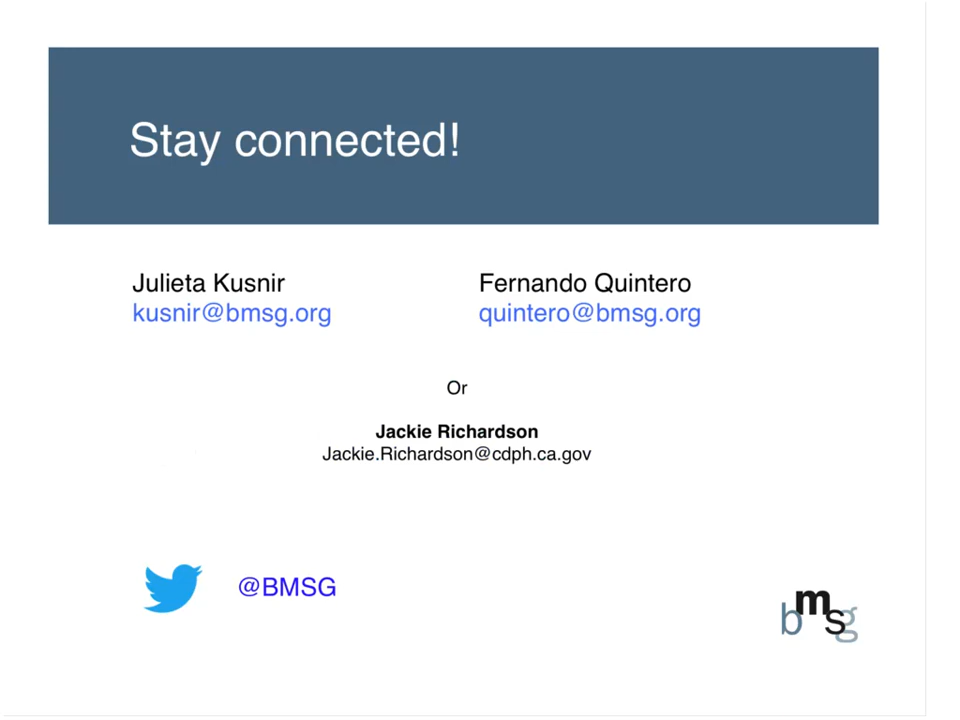 Stay connected!
Julieta Kusnir
kusnir@bmsg.org
Fernando Quintero
quintero@bmsg.org
Or
Jackie Richardson
Jackie.Richardson@cdph.ca.gov
@BMSG
bmsg